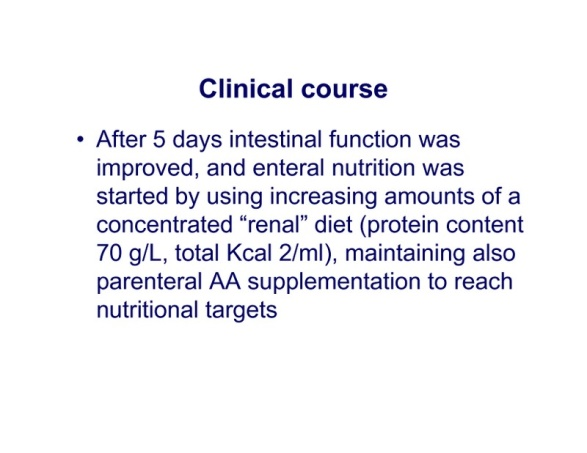 Clinical course
• After 5 days intestinal function was
improved, and enteral nutrition was
started by using increasing amounts of a
concentrated “renal” diet (protein content
70 g/L, total Kcal 2/ml), maintaining also
parenteral AA supplementation to reach
nutritional targets